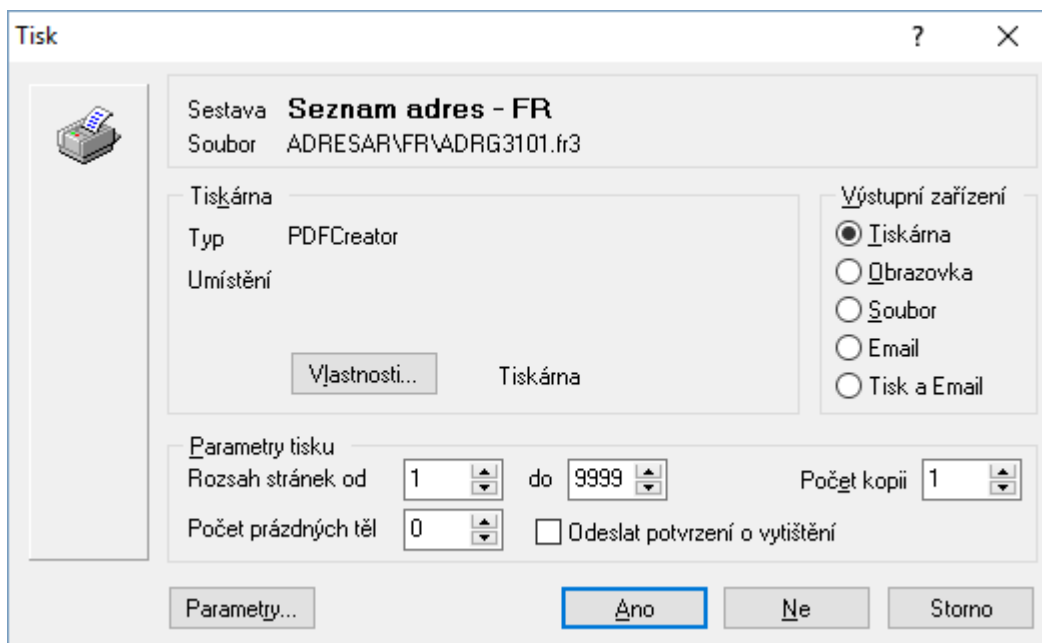 Tisk
Sestava Seznam adres - FR
Soubor ADRESAR\FR\ADRG3101.fr3
Tiskárna
Typ PDFCreator
Umístění
Vlastnosti... Tiskárna
Výstupní zařízení
Tiskárna
Obrazovka
Soubor
Email
Tisk a Email
Parametry tisku
Rozsah stránek od 1 do 9999 Počet kopii 1
Počet prázdných těl 0 Odeslat potvrzení o vytištění
Parametry... Ano Ne Storno